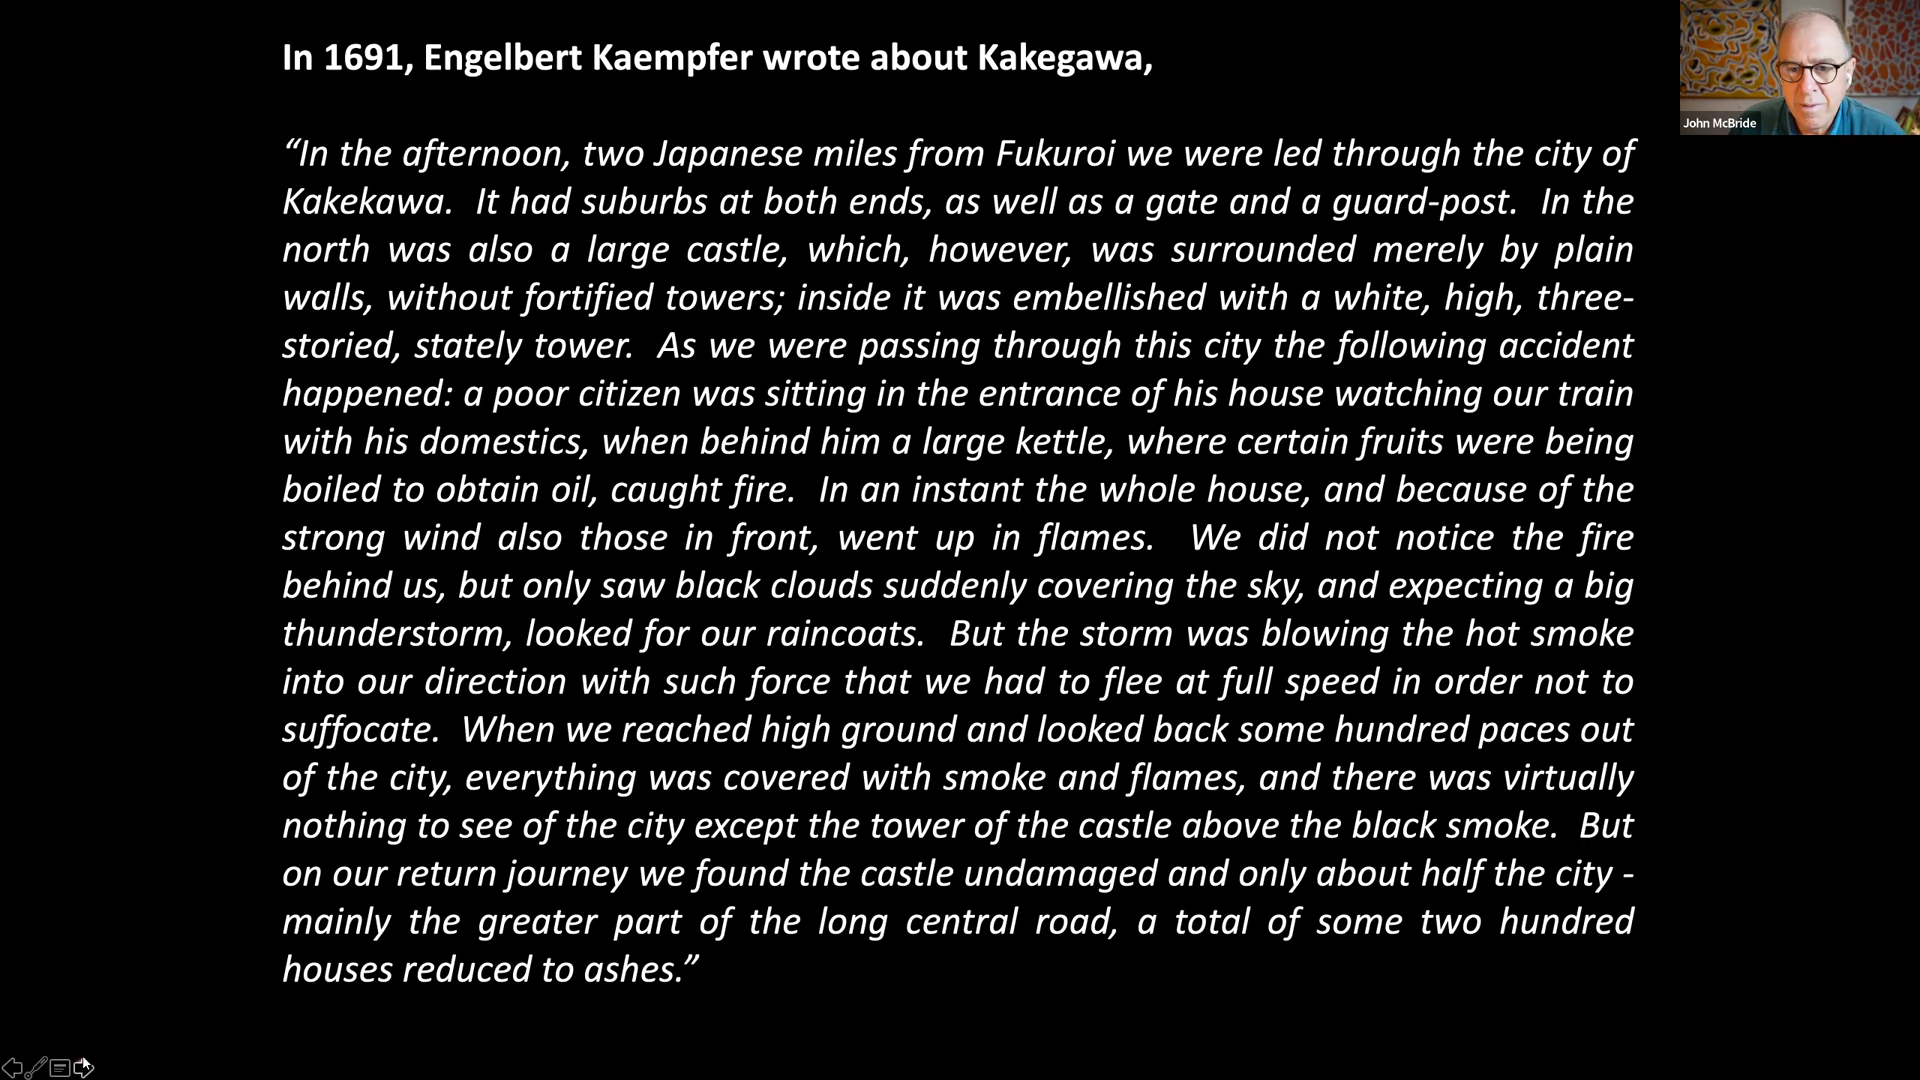 In 1691, Engelbert Kaempfer wrote about Kakegawa,
“In the afternoon, two Japanese miles from Fukuroi we were led through the city of
Kakekawa.  It had suburbs at both ends, as well as a gate and a guard-post.  In the
north was also a large castle, which, however, was surrounded merely by plain
walls, without fortified towers; inside it was embellished with a white, high, three-
storied, stately tower.  As we were passing through this city the following accident
happened: a poor citizen was sitting in the entrance of his house watching our train
with his domestics, when behind him a large kettle, where certain fruits were being
boiled to obtain oil, caught fire.  In an instant the whole house, and because of the
strong wind also those in front, went up in flames.  We did not notice the fire
behind us, but only saw black clouds suddenly covering the sky, and expecting a big
thunderstorm, looked for our raincoats.  But the storm was blowing the hot smoke
into our direction with such force that we had to flee at full speed in order not to
suffocate.  When we reached high ground and looked back some hundred paces out
of the city, everything was covered with smoke and flames, and there was virtually
nothing to see of the city except the tower of the castle above the black smoke.  But
on our return journey we found the castle undamaged and only about half the city -
mainly the greater part of the long central road, a total of some two hundred
houses reduced to ashes.”
John McBride